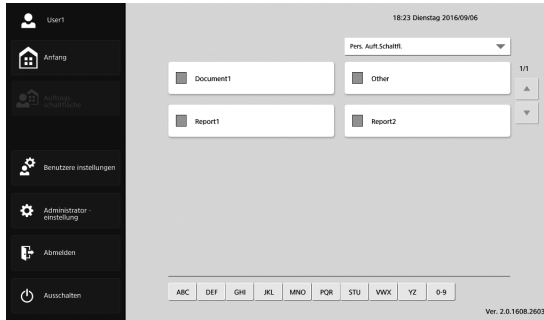 User1
18:23 Dienstag 2016/09/06
Anfang
Pers. Auft.Schaltfl.
1/1
Document1
Other
Auftrags-
schaltfläche
Report1
Report2
Benutzere instellungen
Administrator -
einstellung
Abmelden
Ausschalten
ABC DEF GHI JKL MNO PQR STU VWX YZ 0-9
Ver. 2.0.1608.2603